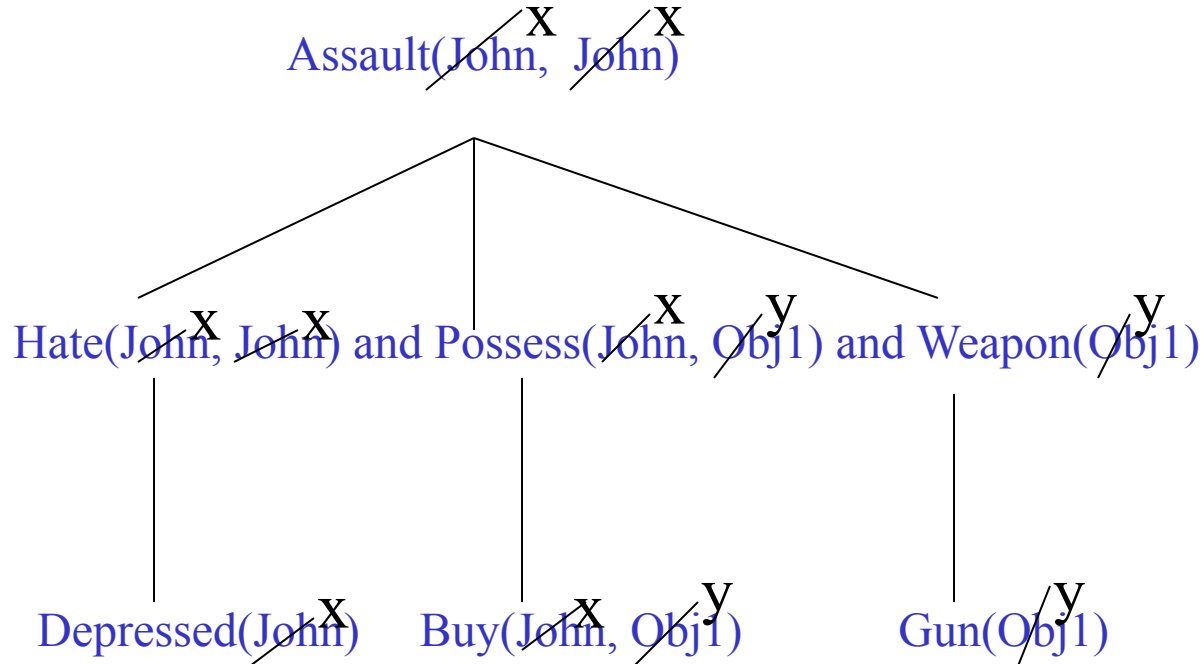 x x
Assault(John, John)
x x x y y
Hate(John, John) and Possess(John, Obj1) and Weapon(Obj1)
x x y y
Depressed(John) Buy(John, Obj1) Gun(Obj1)